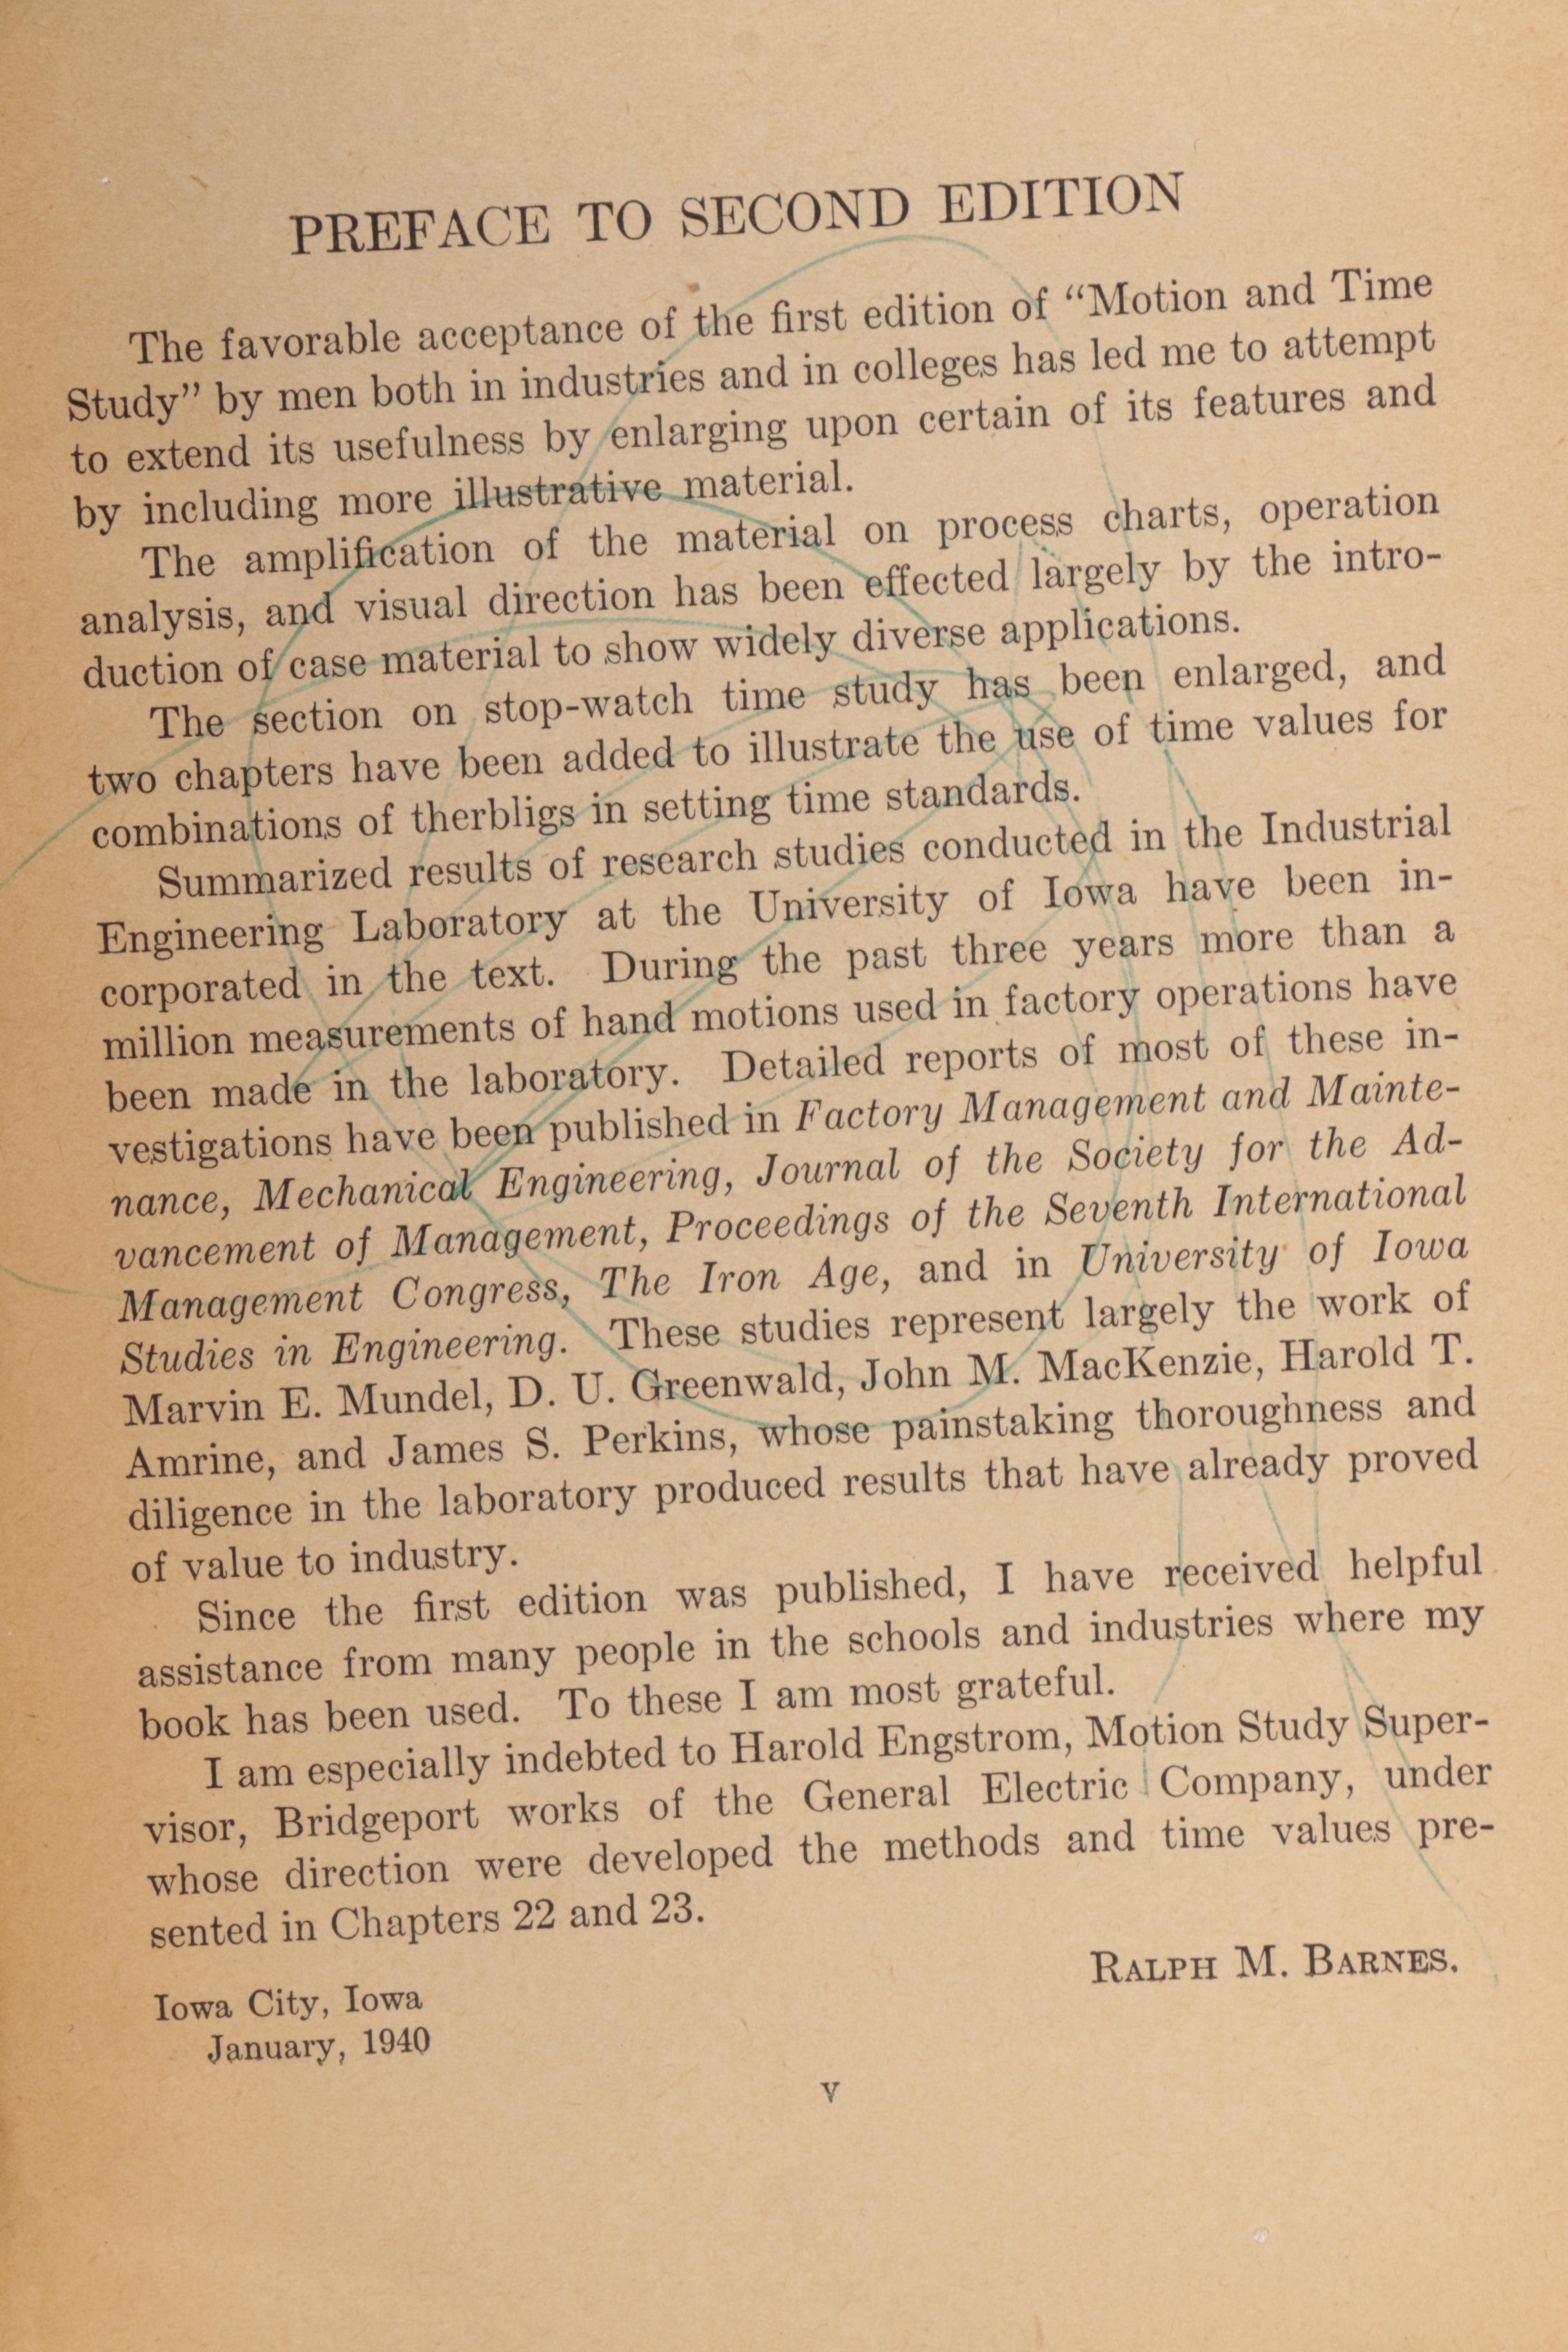 PREFACE TO SECOND EDITION
The favorable acceptance of the first edition of “Motion and Time
Study” by men both in industries and in colleges has led me to attempt
to extend its usefulness by enlarging upon certain of its features and
by including more illustrative material.
The amplification of the material on process charts, operation
analysis, and visual direction has been effected largely by the intro-
duction of case material to show widely diverse applications.
The section on stop-watch time study has been enlarged, and
two chapters have been added to illustrate the use of time values for
combinations of therbligs in setting time standards.
Summarized results of research studies conducted in the Industrial
Engineering Laboratory at the University of Iowa have been in-
corporated in the text. During the past three years more than a
million measurements of hand motions used in factory operations have
been made in the laboratory. Detailed reports of most of these in-
vestigations have been published in Factory Management and Mainte-
nance, Mechanical Engineering, Journal of the Society for the Ad-
vancement of Management, Proceedings of the Seventh International
Management Congress, The Iron Age, and in University of Iowa
Studies in Engineering. These studies represent largely the work of
Marvin E. Mundel, D. U. Greenwald, John M. MacKenzie, Harold T.
Amrine, and James S. Perkins, whose painstaking thoroughness and
diligence in the laboratory produced results that have already proved
of value to industry.
Since the first edition was published, I have received helpful
assistance from many people in the schools and industries where my
book has been used. To these I am most grateful.
I am especially indebted to Harold Engstrom, Motion Study Super-
visor, Bridgeport works of the General Electric Company, under
whose direction were developed the methods and time values pre-
sented in Chapters 22 and 23.
RALPH M. BARNES.
Iowa City, Iowa
January, 1940
v